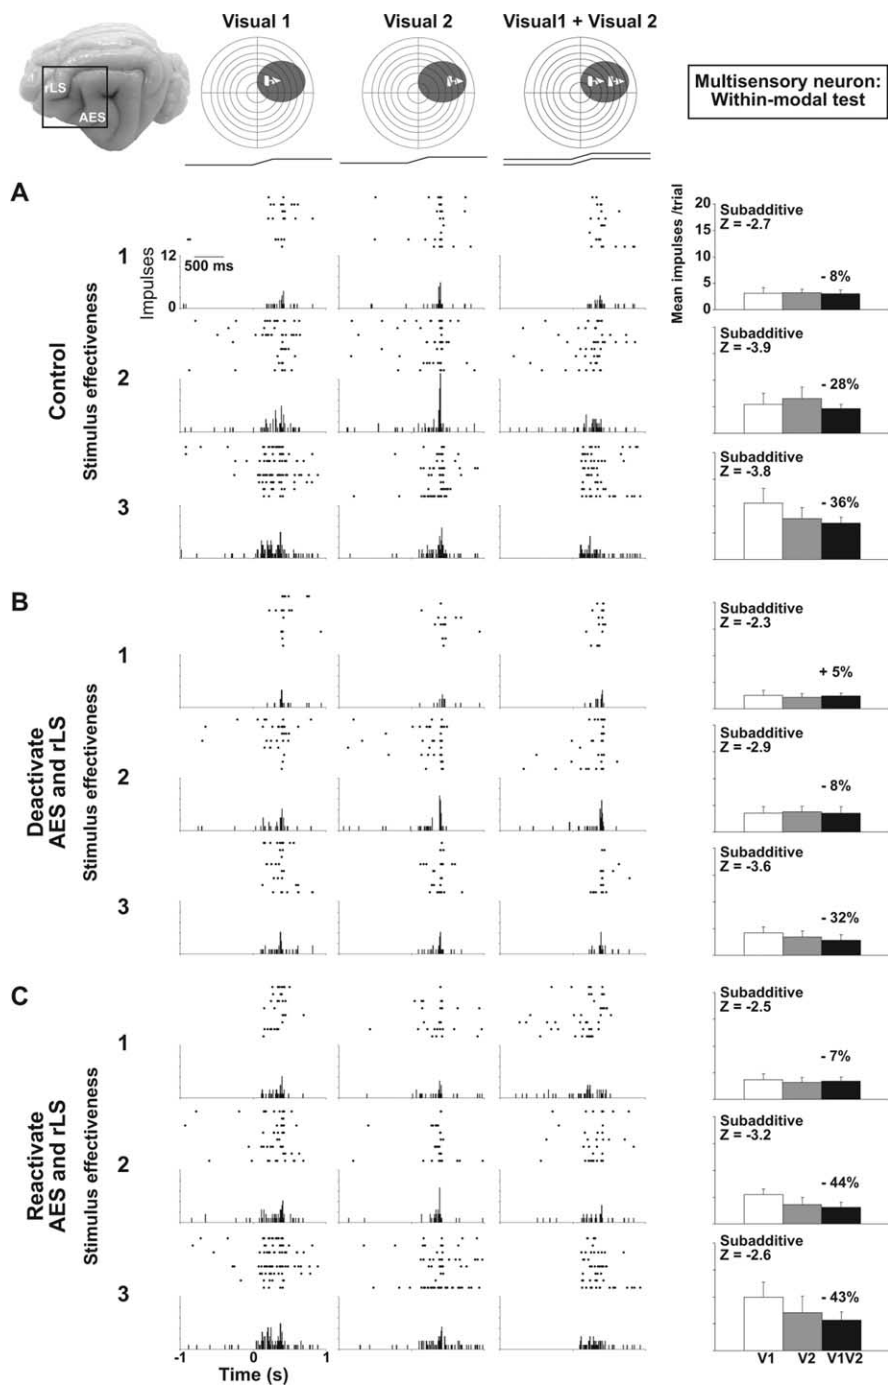 Visual 1
Visual 2
Visual1 + Visual 2
Multisensory neuron:
Within-modal test
rLS
AES
A
Control
Stimulus effectiveness
1
Impulses
12
0
500 ms
Mean impulses /trial
20
15
10
5
0
Subadditive
Z = -2.7
- 8%
2
Subadditive
Z = -3.9
- 28%
3
Subadditive
Z = -3.8
- 36%
B
Deactivate
AES and rLS
Stimulus effectiveness
1
Subadditive
Z = -2.3
+ 5%
2
Subadditive
Z = -2.9
- 8%
3
Subadditive
Z = -3.6
- 32%
C
Reactivate
AES and rLS
Stimulus effectiveness
1
Subadditive
Z = -2.5
- 7%
2
Subadditive
Z = -3.2
- 44%
3
Subadditive
Z = -2.6
- 43%
-1 0 1
Time (s)
V1 V2 V1V2